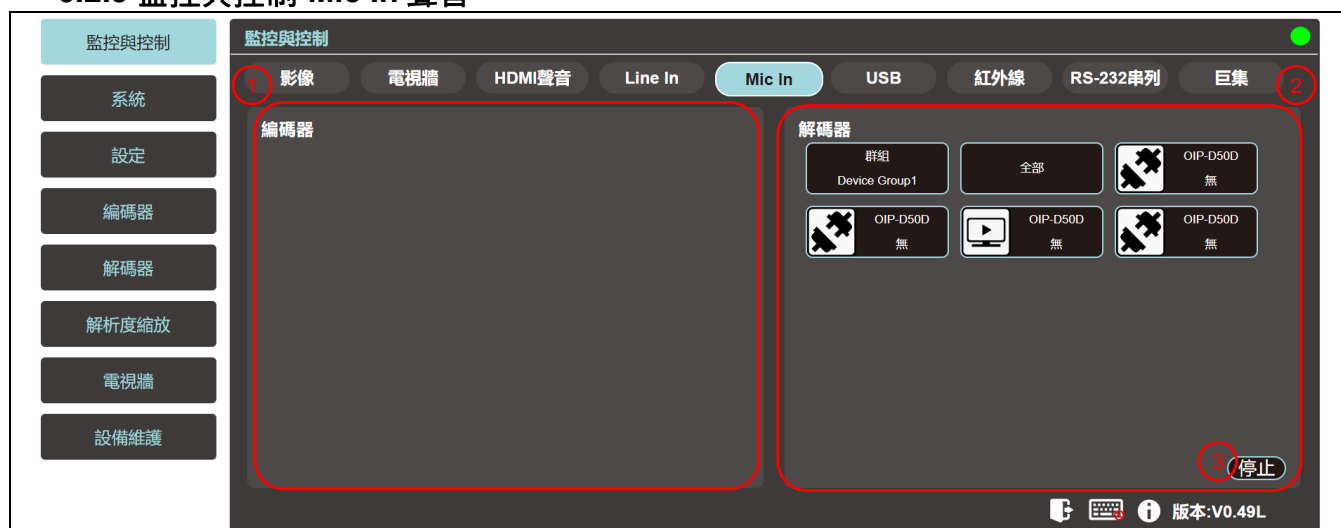 監控與控制
系統
設定
編碼器
解碼器
解析度縮放
電視牆
設備維護
監控與控制
影像 電視牆 HDMI聲音 Line In Mic In USB 紅外線 RS-232串列 巨集
1
2
編碼器
解碼器
群組
Device Group1
全部
OIP-D50D
無
OIP-D50D
無
OIP-D50D
無
OIP-D50D
無
3
停止
版本:V0.49L